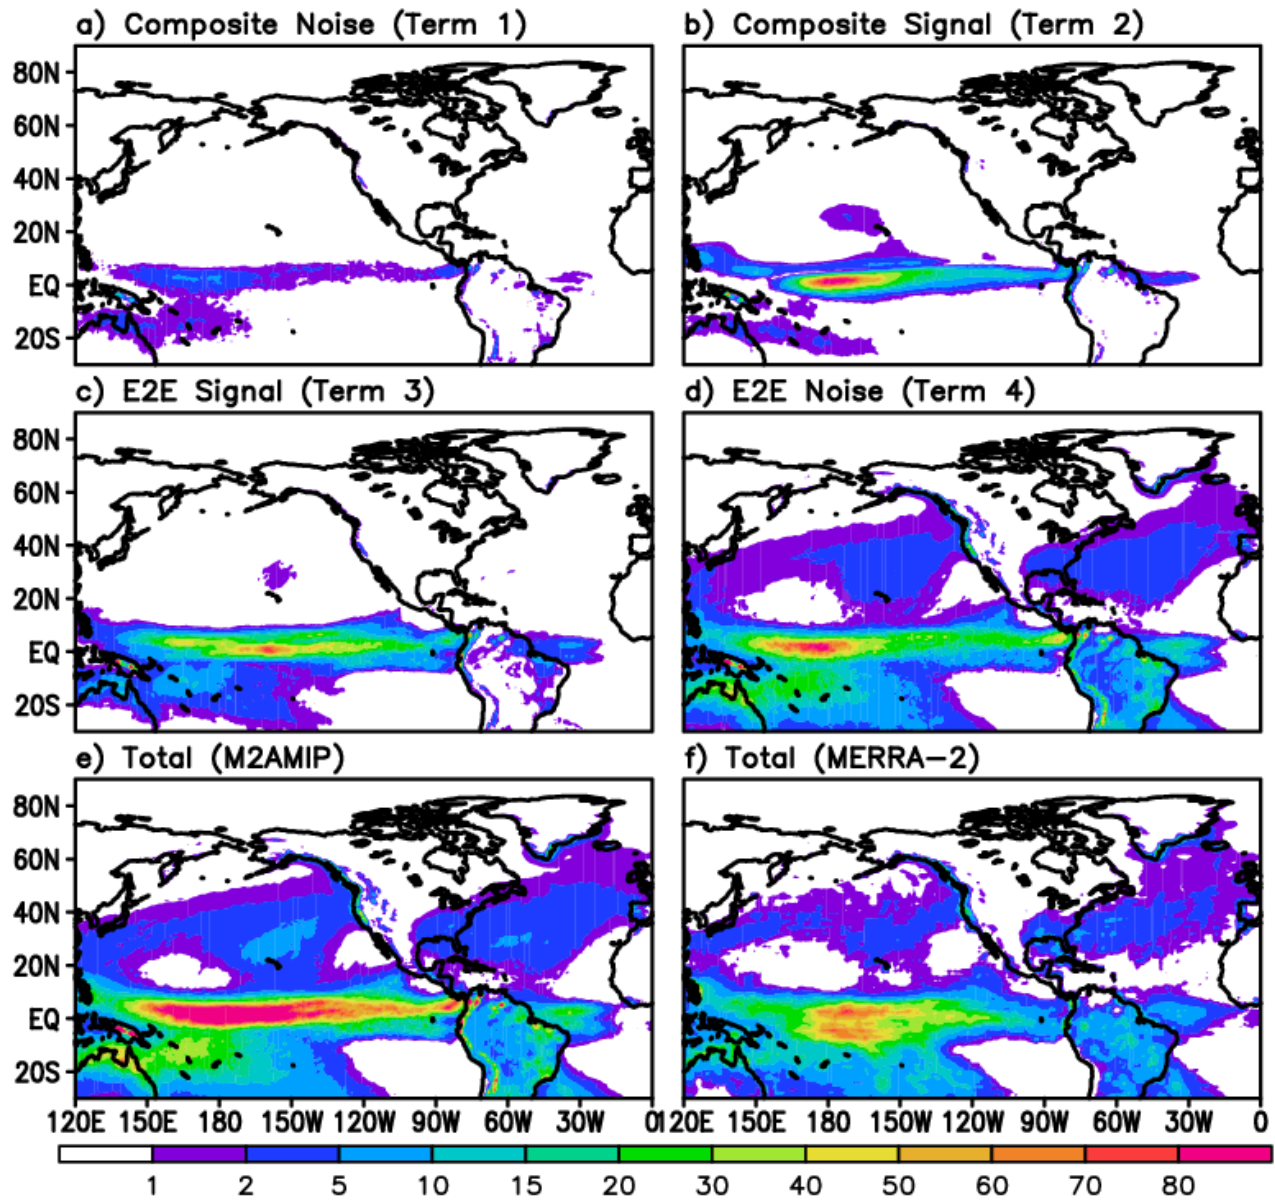 a) Composite Noise (Term 1)
b) Composite Signal (Term 2)
80N
60N
40N
20N
EQ
20S
c) E2E Signal (Term 3)
d) E2E Noise (Term 4)
80N
60N
40N
20N
EQ
20S
e) Total (M2AMIP)
f) Total (MERRA-2)
80N
60N
40N
20N
EQ
20S
120E 150E 180 150W 120W 90W 60W 30W 0 120E 150E 180 150W 120W 90W 60W 30W 0
1 2 5 10 15 20 30 40 50 60 70 80